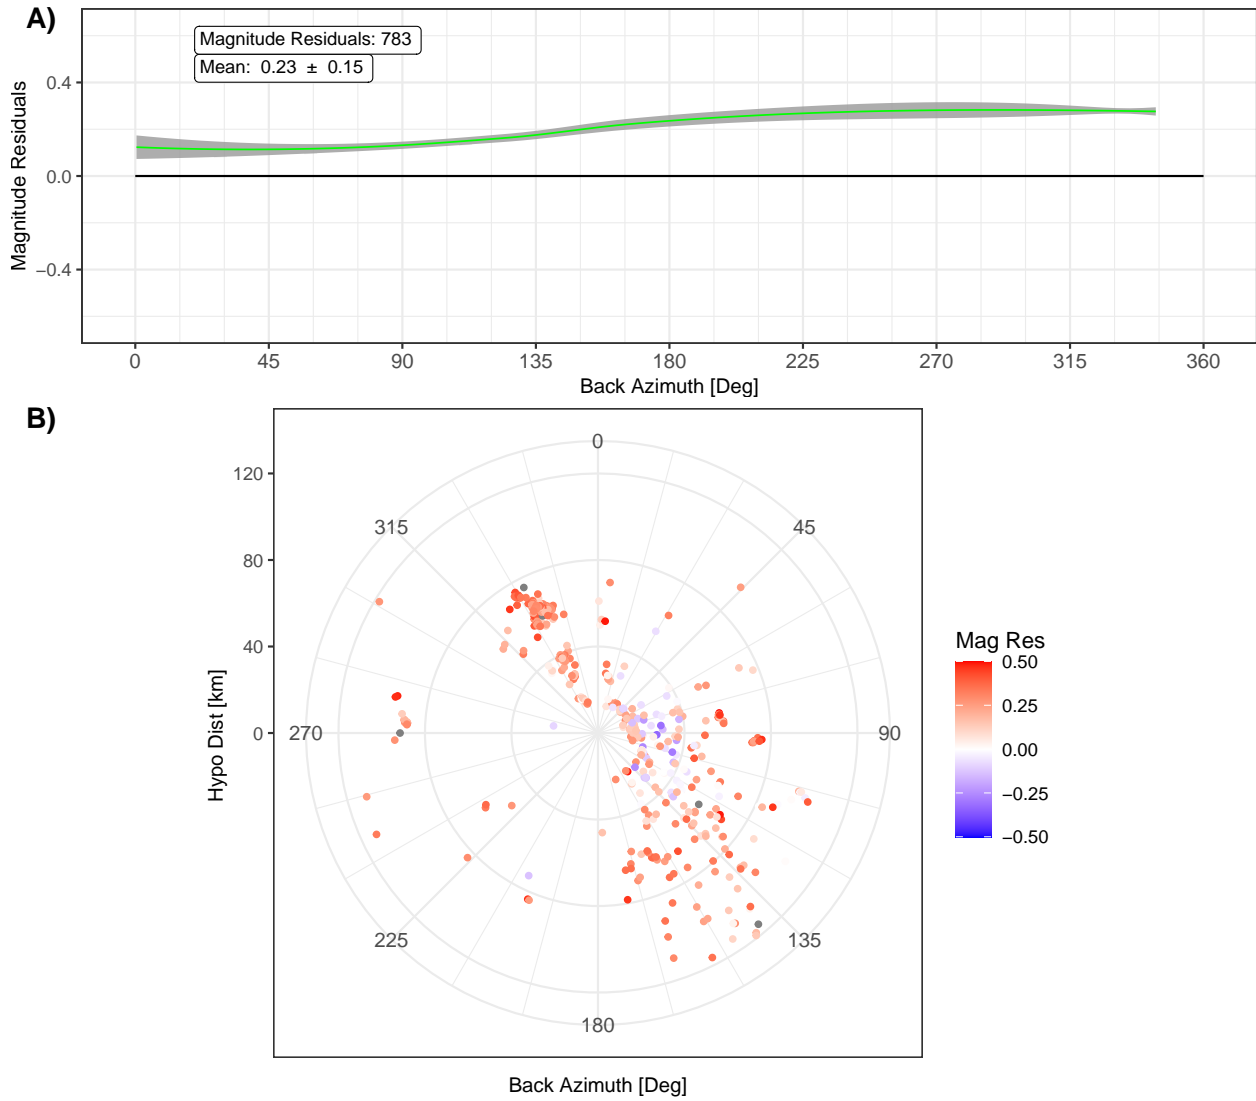 A)
Magnitude Residuals: 783
Mean:  0.23  ±  0.15
Magnitude Residuals
0.4
0.0
−0.4
0 45 90 135 180 225 270 315 360
Back Azimuth [Deg]
B)
Hypo Dist [km]
120
80
40
0
0
45
90
135
180
225
270
315
Back Azimuth [Deg]
Mag Res
0.50
0.25
0.00
−0.25
−0.50